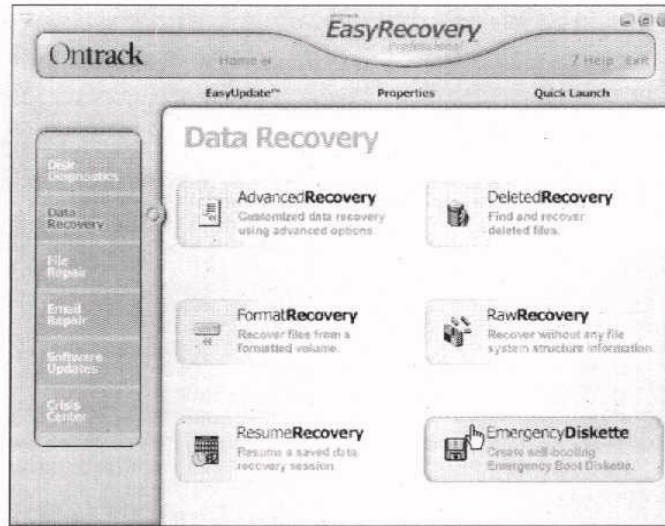 EasyRecovery
Professional
Ontrack
Home
? Help Exit
EasyUpdate™
Properties
Quick Launch
Data Recovery
Disk
Diagnostics
Data
Recovery
File
Repair
Email
Repair
Software
Updates
Crisis
Center
AdvancedRecovery
Customized data recovery
using advanced options.
DeletedRecovery
Find and recover
deleted files.
FormatRecovery
Recover files from a
formatted volume.
RawRecovery
Recover without any file
system structure information.
ResumeRecovery
Resume a saved data
recovery session.
EmergencyDiskette
Create self-booting
Emergency Boot Diskette.